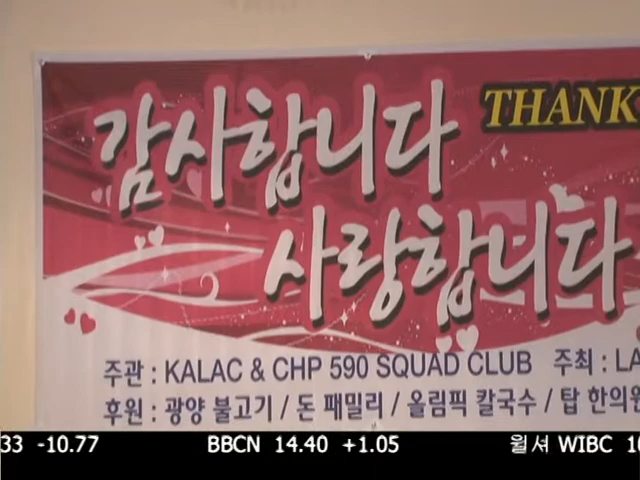 감사합니다 THANK
사랑합니다
주관 : KALAC & CHP 590 SQUAD CLUB 주최 : LA
후원 : 광양 불고기 / 돈 패밀리 / 올림픽 칼국수 / 탑 한의원
33 -10.77 BBCN 14.40 +1.05 윌셔 WIBC 10